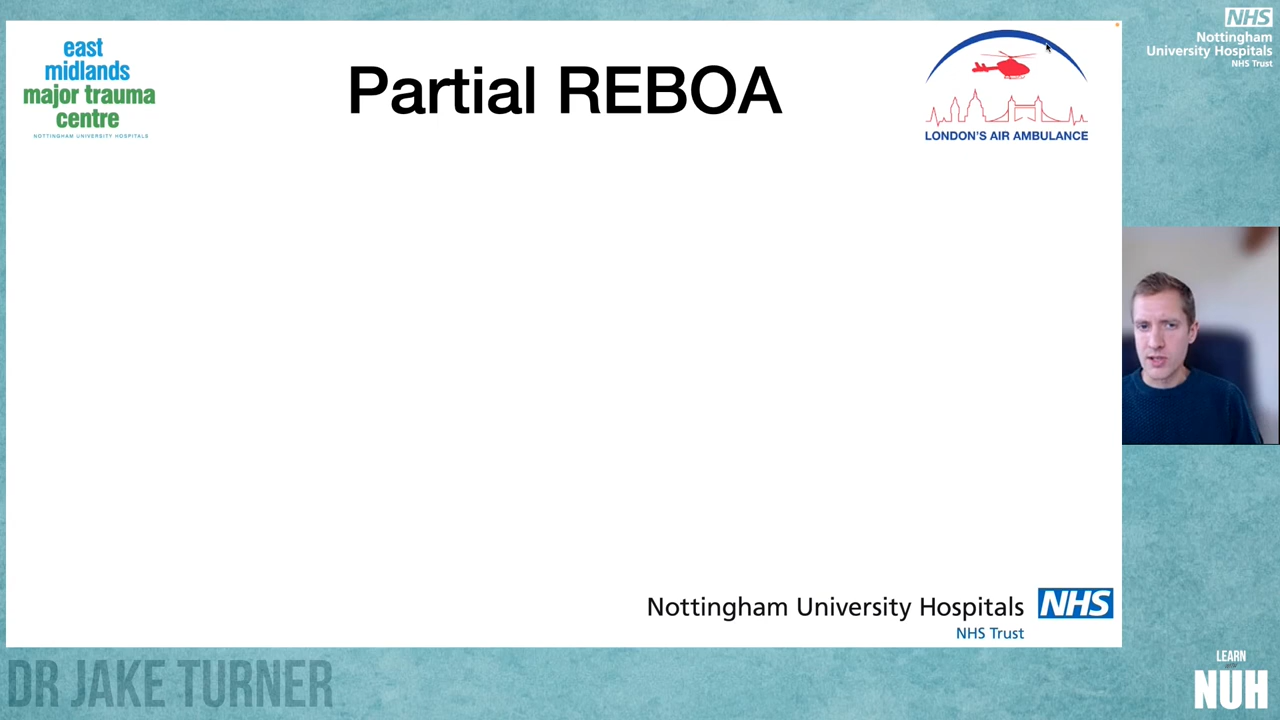 east
midlands
major trauma
centre
NOTTINGHAM UNIVERSITY HOSPITALS
Partial REBOA
LONDON'S AIR AMBULANCE
NHS
Nottingham
University Hospitals
NHS Trust
Nottingham University Hospitals NHS
NHS Trust
DR JAKE TURNER
LEARN
NUH